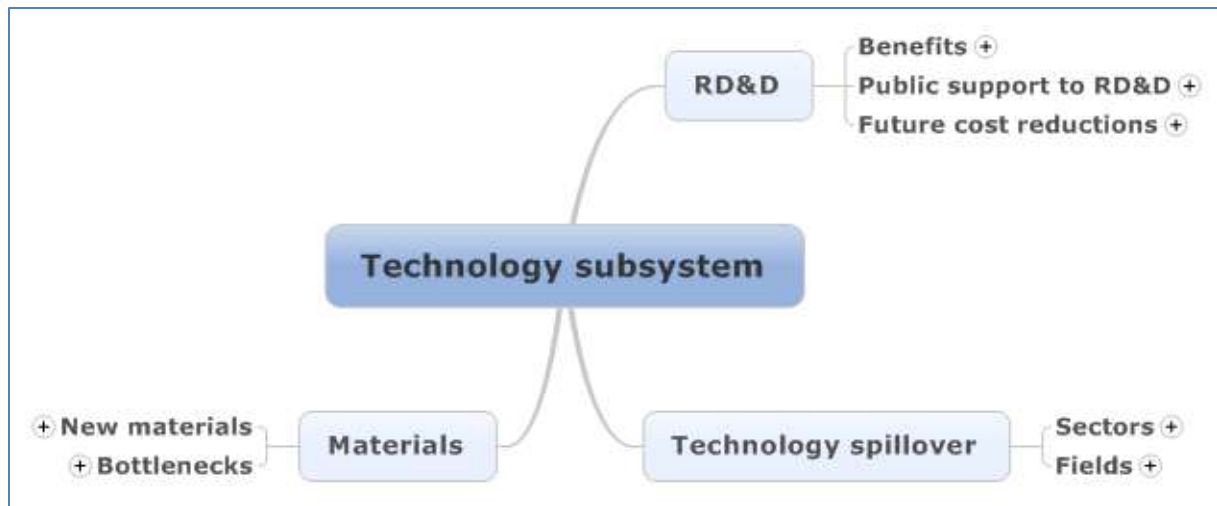 RD&D
Benefits
Public support to RD&D
Future cost reductions
Technology subsystem
New materials
Bottlenecks
Materials
Technology spillover
Sectors
Fields